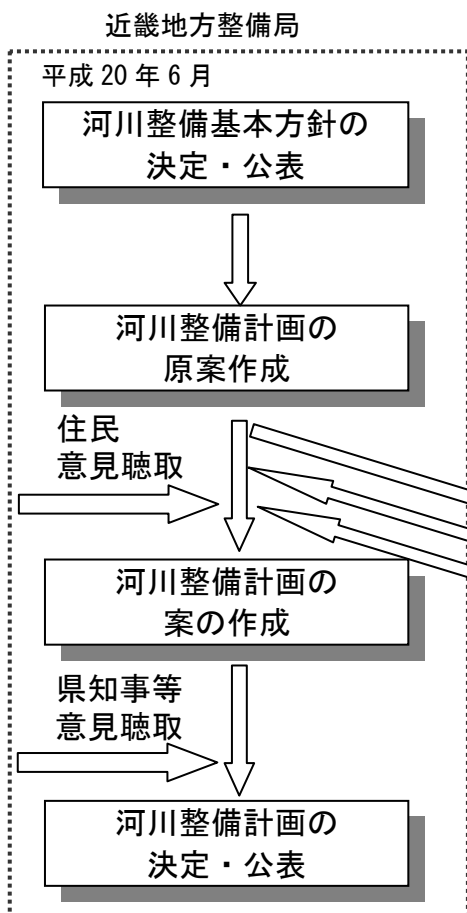 近畿地方整備局
平成 20 年 6 月
河川整備基本方針の
決定・公表
河川整備計画の
原案作成
住民
意見聴取
河川整備計画の
案の作成
県知事等
意見聴取
河川整備計画の
決定・公表